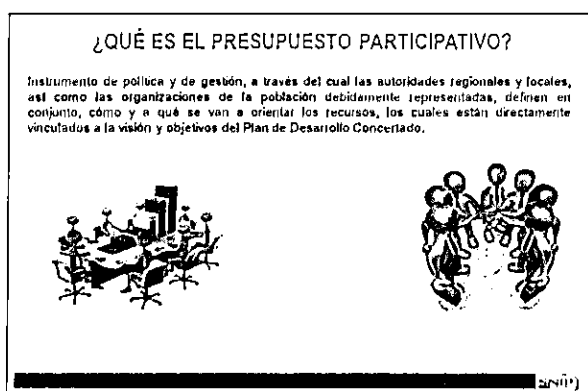 ¿QUÉ ES EL PRESUPUESTO PARTICIPATIVO?
Instrumento de política y de gestión, a través del cual las autoridades regionales y locales,
así como las organizaciones de la población debidamente representadas, definen en
conjunto, cómo y a qué se van a orientar los recursos, los cuales están directamente
vinculados a la visión y objetivos del Plan de Desarrollo Concertado.
SNIP